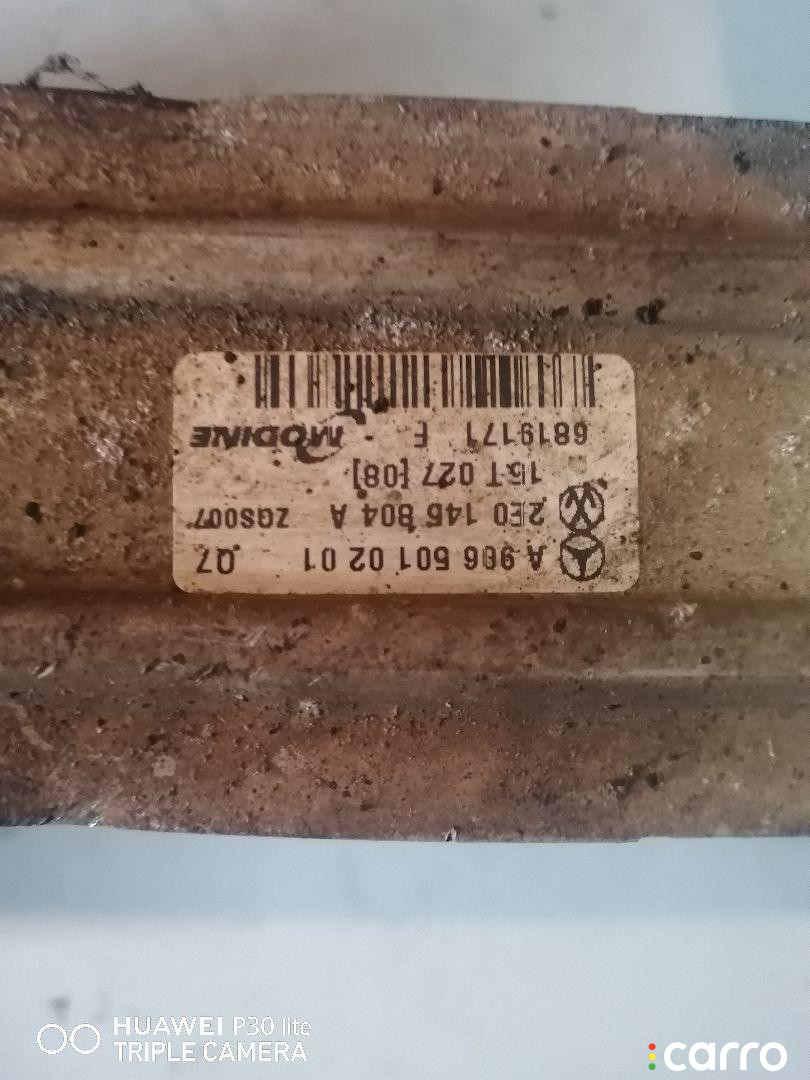 A 906 501 02 01 Q7
2E0 145 804 A ZGS007
15T 027 [08]
6819171 F MODINE
HUAWEI P30 lite
TRIPLE CAMERA
carro